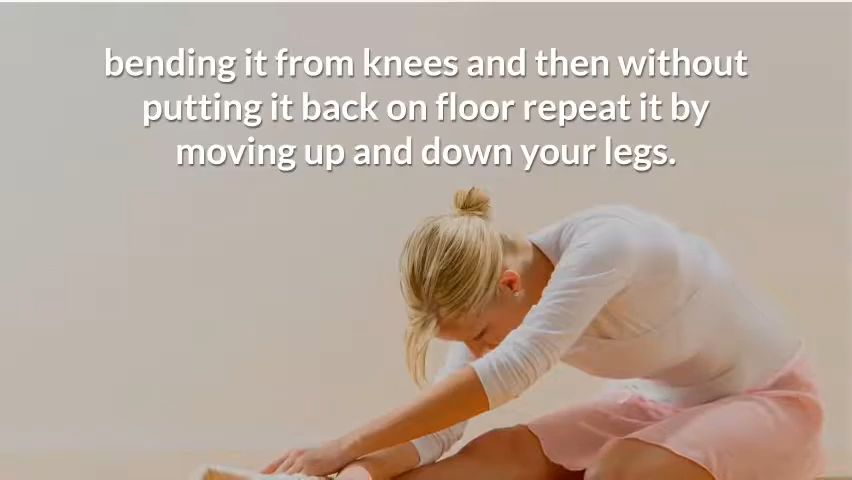 bending it from knees and then without
putting it back on floor repeat it by
moving up and down your legs.